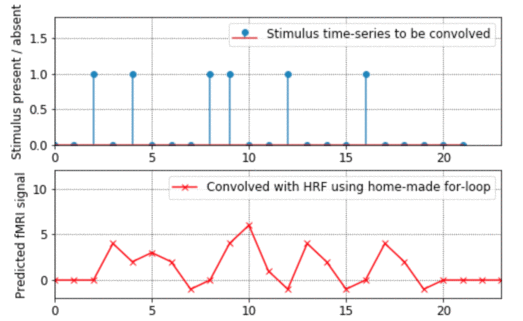 Stimulus present / absent
1.5
1.0
0.5
0.0
Stimulus time-series to be convolved
0 5 10 15 20
Predicted fMRI signal
10
5
0
Convolved with HRF using home-made for-loop
0 5 10 15 20